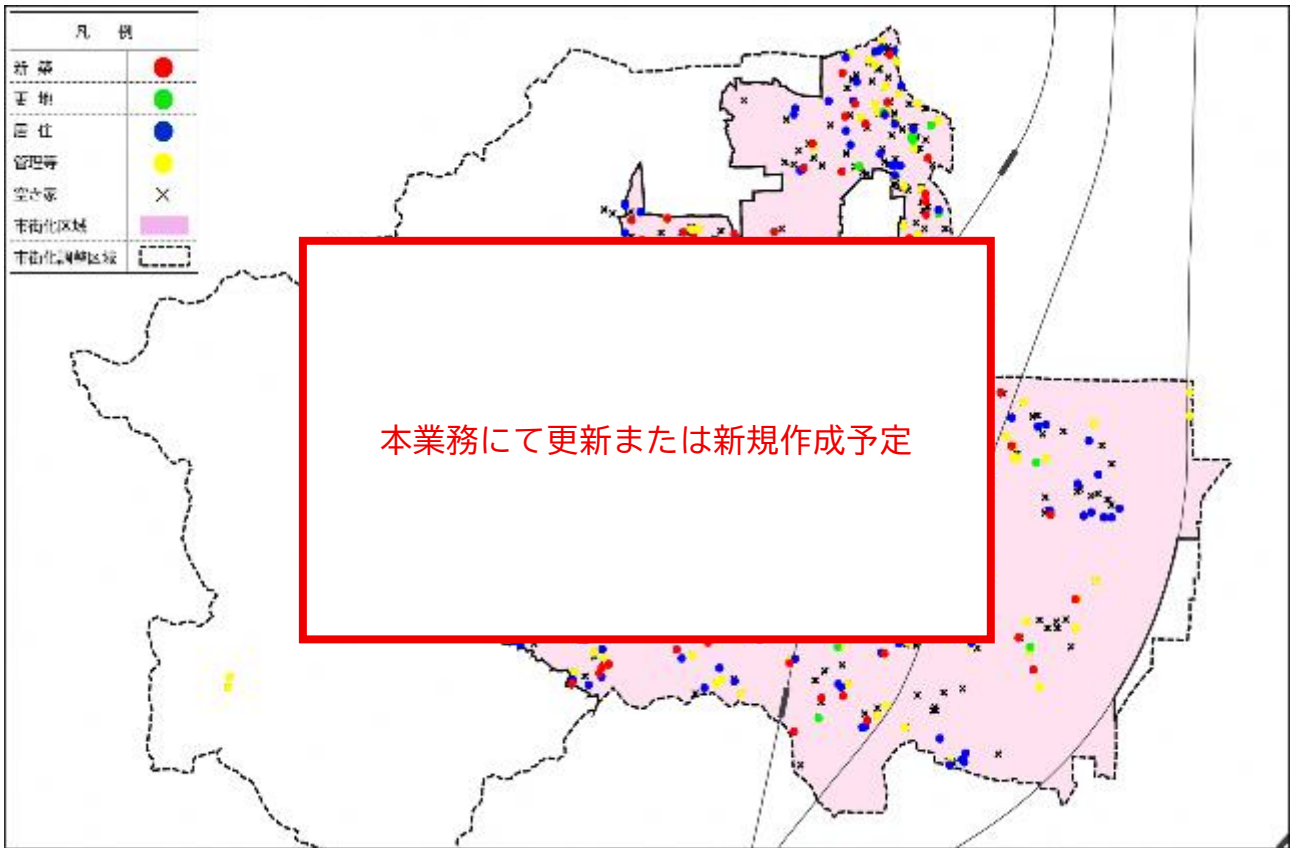 凡 例
新 築
更 地
居 住
管理等
空き家
市街化区域
市街化調整区域
本業務にて更新または新規作成予定